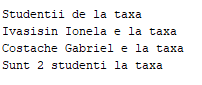 Studentii de la taxa
Ivasisin Ionela e la taxa
Costache Gabriel e la taxa
Sunt 2 studenti la taxa